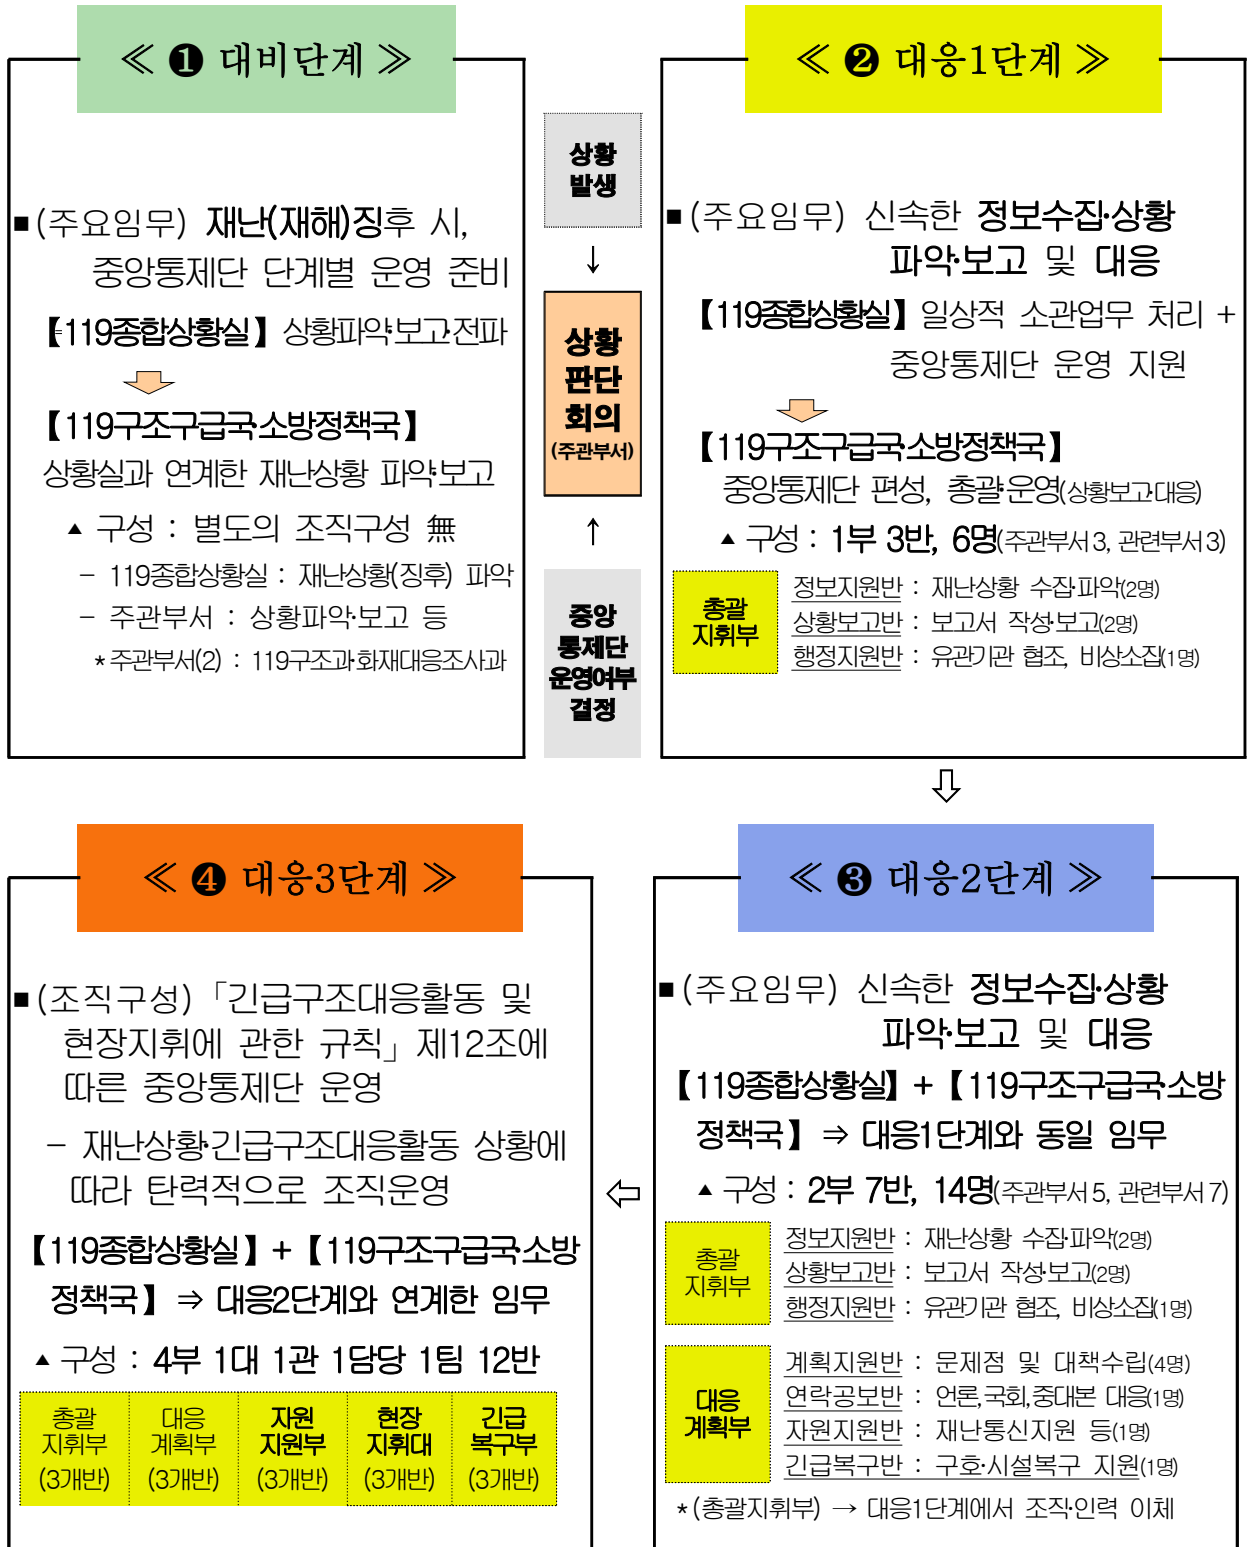 ≪ ❶ 대비단계 ≫
■ (주요임무) 재난(재해)징후 시,
중앙통제단 단계별 운영 준비
【119종합상황실】 상황파악·보고·전파
【119구조구급국·소방정책국】
상황실과 연계한 재난상황 파악·보고
▲ 구성 : 별도의 조직구성 無
- 119종합상황실 : 재난상황(징후) 파악
- 주관부서 : 상황파악·보고 등
* 주관부서(2) : 119구조과·화재대응조사과
상황
발생
↓
상황
판단
회의
(주관부서)
↑
중앙
통제단
운영여부
결정
≪ ❷ 대응1단계 ≫
■ (주요임무) 신속한 정보수집·상황
파악·보고 및 대응
【119종합상황실】 일상적 소관업무 처리 +
중앙통제단 운영 지원
【119구조구급국·소방정책국】
중앙통제단 편성, 총괄·운영(상황보고·대응)
▲ 구성 : 1부 3반, 6명(주관부서 3, 관련부서 3)
총괄
지휘부
정보지원반 : 재난상황 수집·파악(2명)
상황보고반 : 보고서 작성·보고(2명)
행정지원반 : 유관기관 협조, 비상소집(1명)
≪ ❸ 대응2단계 ≫
■ (주요임무) 신속한 정보수집·상황
파악·보고 및 대응
【119종합상황실】 + 【119구조구급국·소방
정책국】 ⇒ 대응1단계와 동일 임무
▲ 구성 : 2부 7반, 14명(주관부서 5, 관련부서 7)
총괄
지휘부
정보지원반 : 재난상황 수집·파악(2명)
상황보고반 : 보고서 작성·보고(2명)
행정지원반 : 유관기관 협조, 비상소집(1명)
대응
계획부
계획지원반 : 문제점 및 대책수립(4명)
연락공보반 : 언론,국회,중대본 대응(1명)
자원지원반 : 재난통신지원 등(1명)
긴급복구반 : 구호·시설복구 지원(1명)
* (총괄지휘부) → 대응1단계에서 조직·인력 이체
≪ ❹ 대응3단계 ≫
■ (조직구성) 「긴급구조대응활동 및
현장지휘에 관한 규칙」 제12조에
따른 중앙통제단 운영
- 재난상황·긴급구조대응활동 상황에
따라 탄력적으로 조직운영
【119종합상황실】 + 【119구조구급국·소방
정책국】 ⇒ 대응2단계와 연계한 임무
▲ 구성 : 4부 1대 1관 1담당 1팀 12반
총괄 대응 자원 현장 긴급
지휘부 계획부 지원부 지휘대 복구부
(3개반) (3개반) (3개반) (3개반) (3개반)